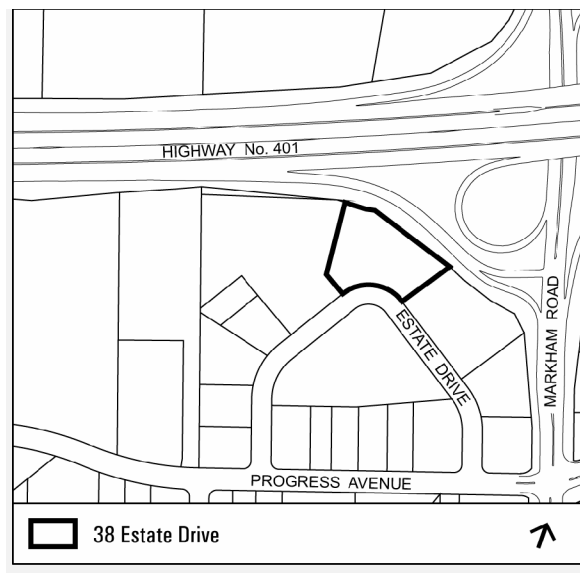 HIGHWAY No. 401
ESTATE DRIVE
MARKHAM ROAD
PROGRESS AVENUE
38 Estate Drive